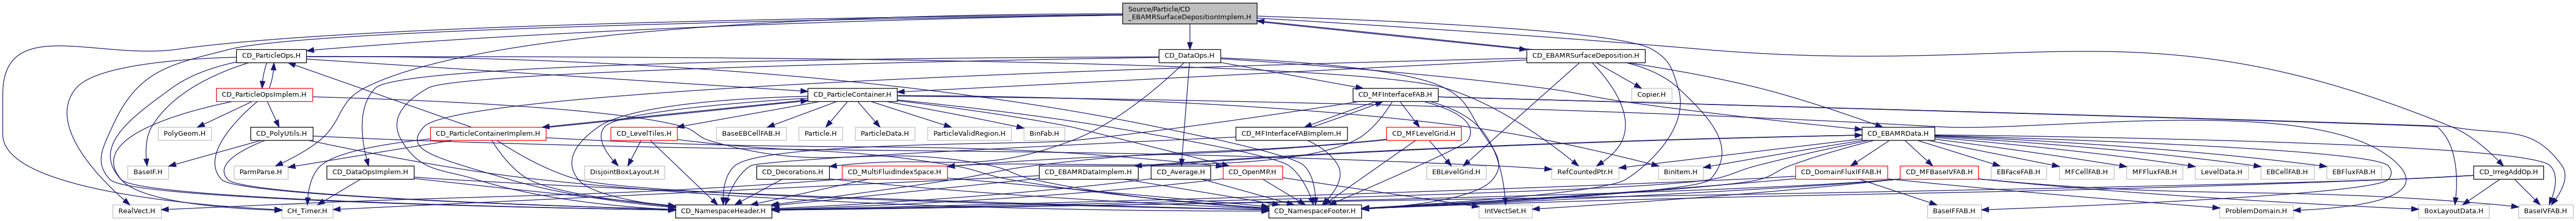 Source/Particle/CD
_EBAMRSurfaceDepositionImplem.H
CD_ParticleOps.H
CD_DataOps.H
CD_EBAMRSurfaceDeposition.H
CD_ParticleOpsImplem.H
CD_ParticleContainer.H
CD_MFInterfaceFAB.H
Copier.H
PolyGeom.H
CD_PolyUtils.H
CD_ParticleContainerImplem.H
CD_LevelTiles.H
BaseEBCellFAB.H
Particle.H
ParticleData.H
ParticleValidRegion.H
BinFab.H
CD_MFInterfaceFABImplem.H
CD_MFLevelGrid.H
CD_EBAMRData.H
BaseIF.H
ParmParse.H
CD_DataOpsImplem.H
DisjointBoxLayout.H
CD_Decorations.H
CD_MultiFluidIndexSpace.H
CD_EBAMRDataImplem.H
CD_Average.H
CD_OpenMP.H
EBLevelGrid.H
RefCountedPtr.H
BinItem.H
CD_DomainFluxIFFAB.H
CD_MFBaseIVFAB.H
EBFaceFAB.H
MFCellFAB.H
MFFluxFAB.H
LevelData.H
EBCellFAB.H
EBFluxFAB.H
CD_IrregAddOp.H
RealVect.H
CH_Timer.H
CD_NamespaceHeader.H
CD_NamespaceFooter.H
IntVectSet.H
BaseIFFAB.H
ProblemDomain.H
BoxLayoutData.H
BaseIVFAB.H